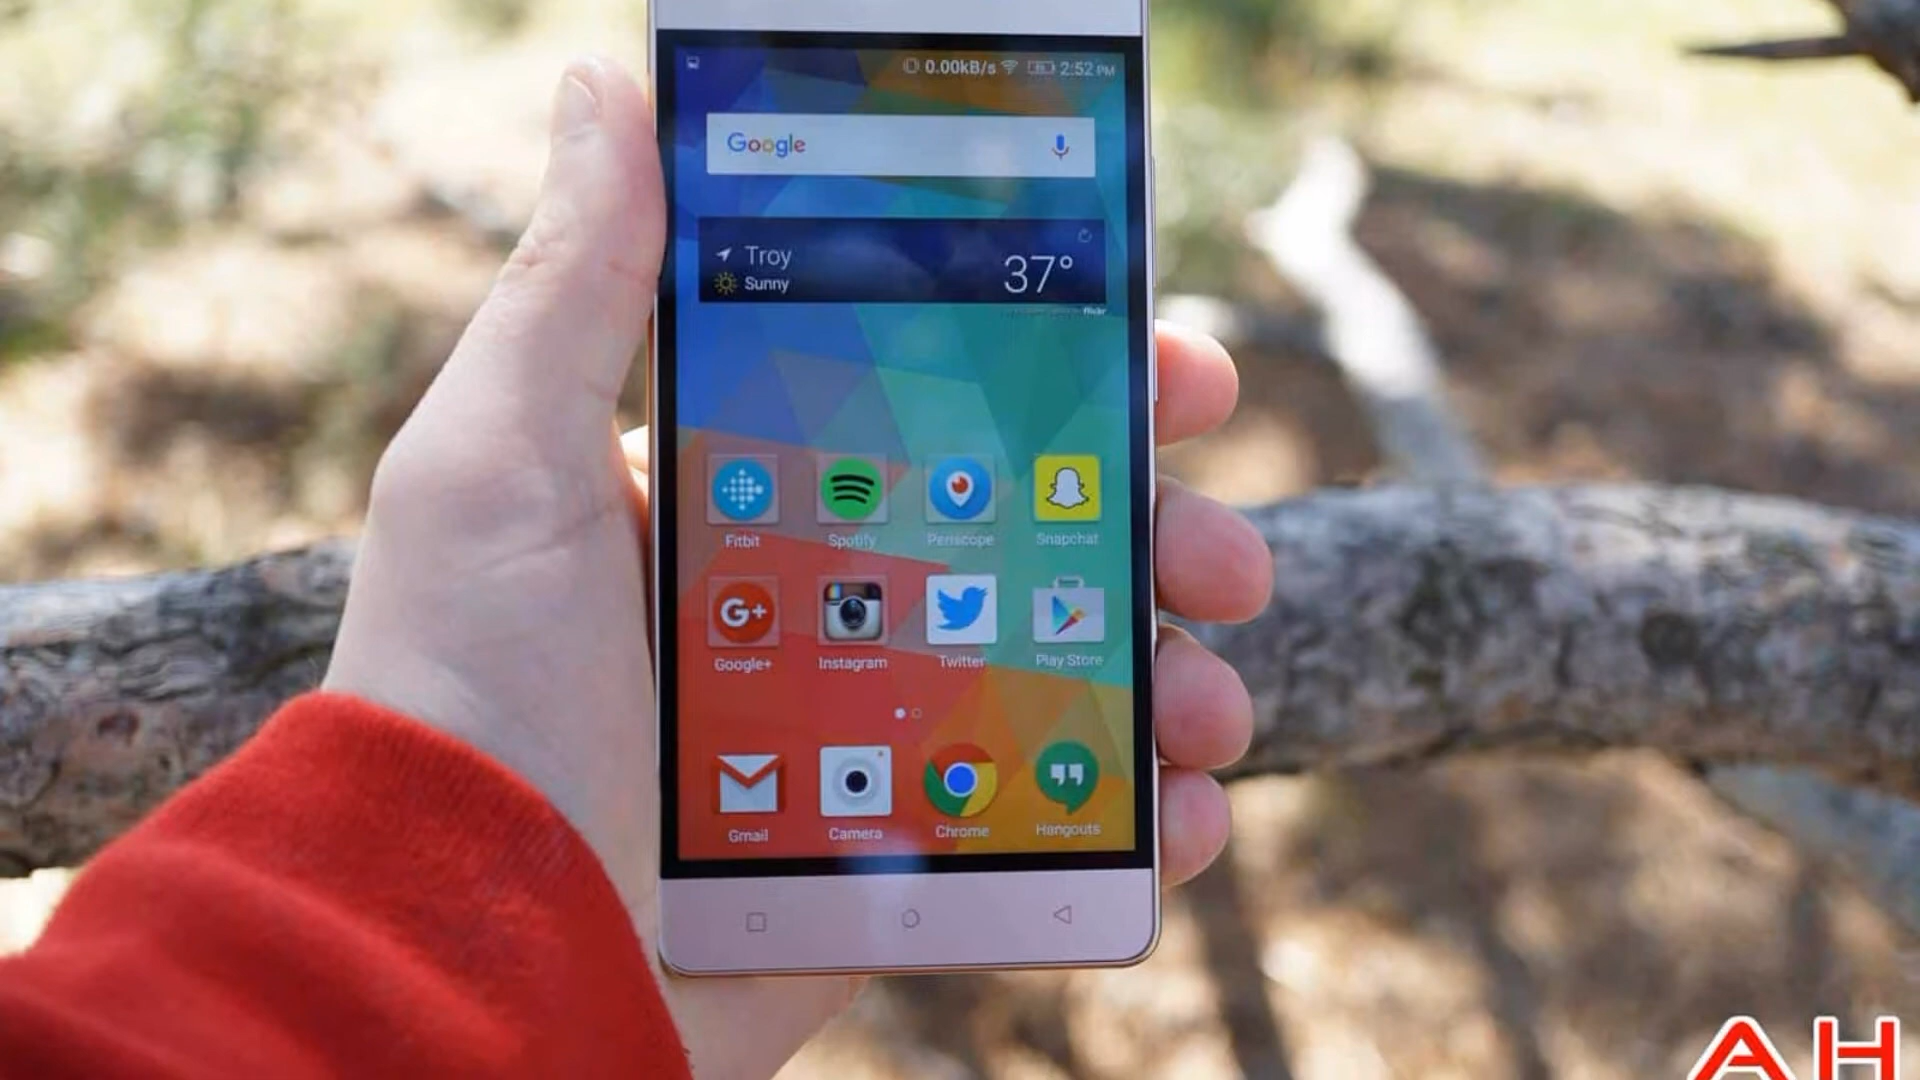 0.00kB/s 2:52 PM
Google
Troy
Sunny
37°
flickr
Fitbit Spotify Periscope Snapchat
G+
Google+ Instagram Twitter Play Store
Gmail Camera Chrome Hangouts
AH